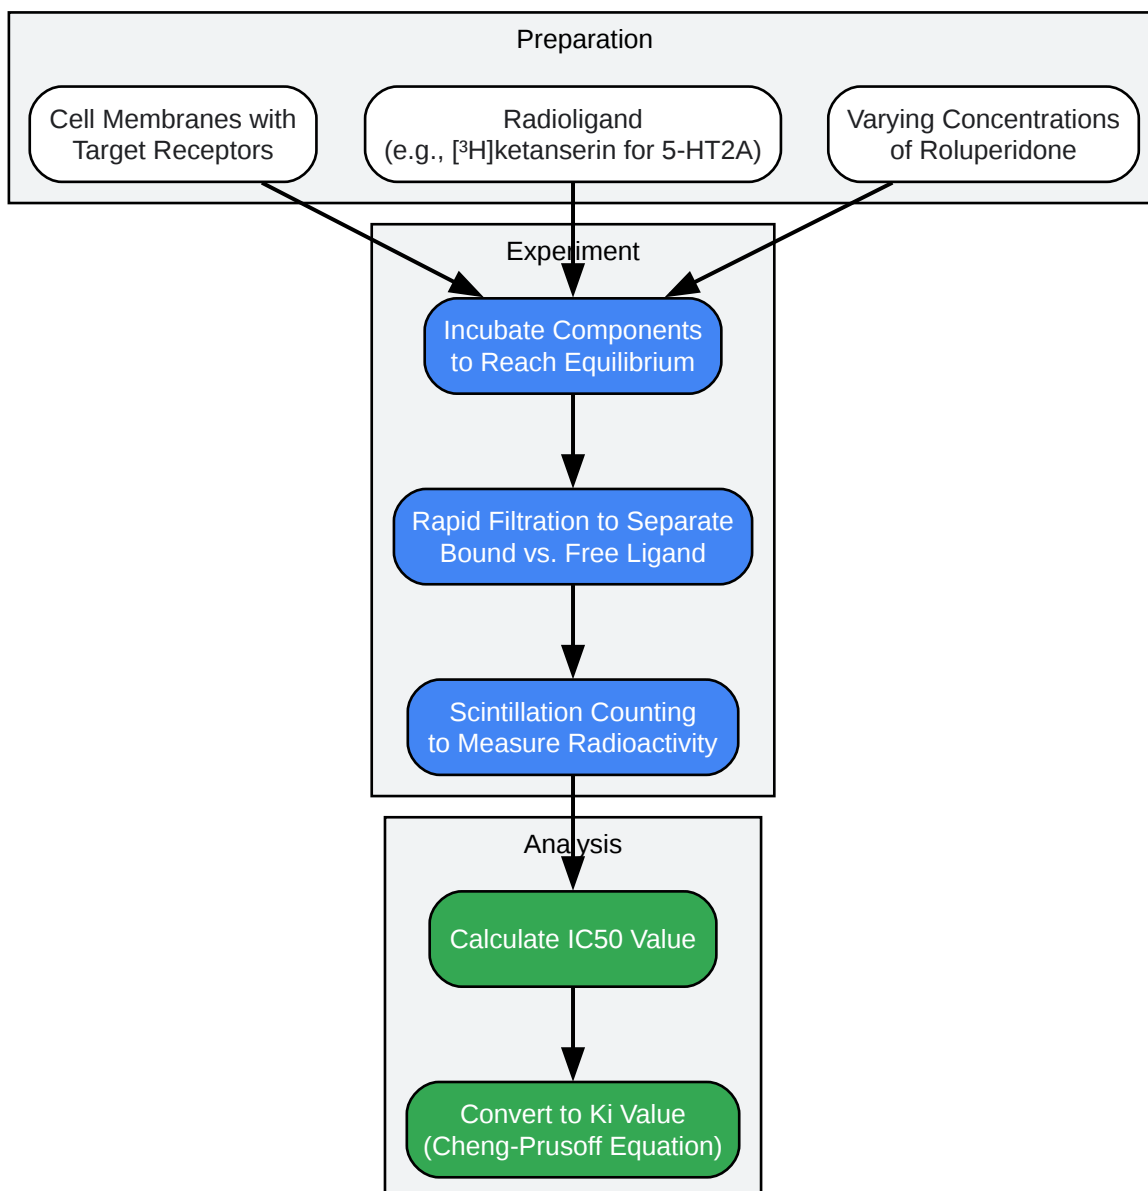 Preparation
Cell Membranes with
Target Receptors
Radioligand
(e.g., [³H]ketanserin for 5-HT2A)
Varying Concentrations
of Roluperidone
Experiment
Incubate Components
to Reach Equilibrium
Rapid Filtration to Separate
Bound vs. Free Ligand
Scintillation Counting
to Measure Radioactivity
Analysis
Calculate IC50 Value
Convert to Ki Value
(Cheng-Prusoff Equation)